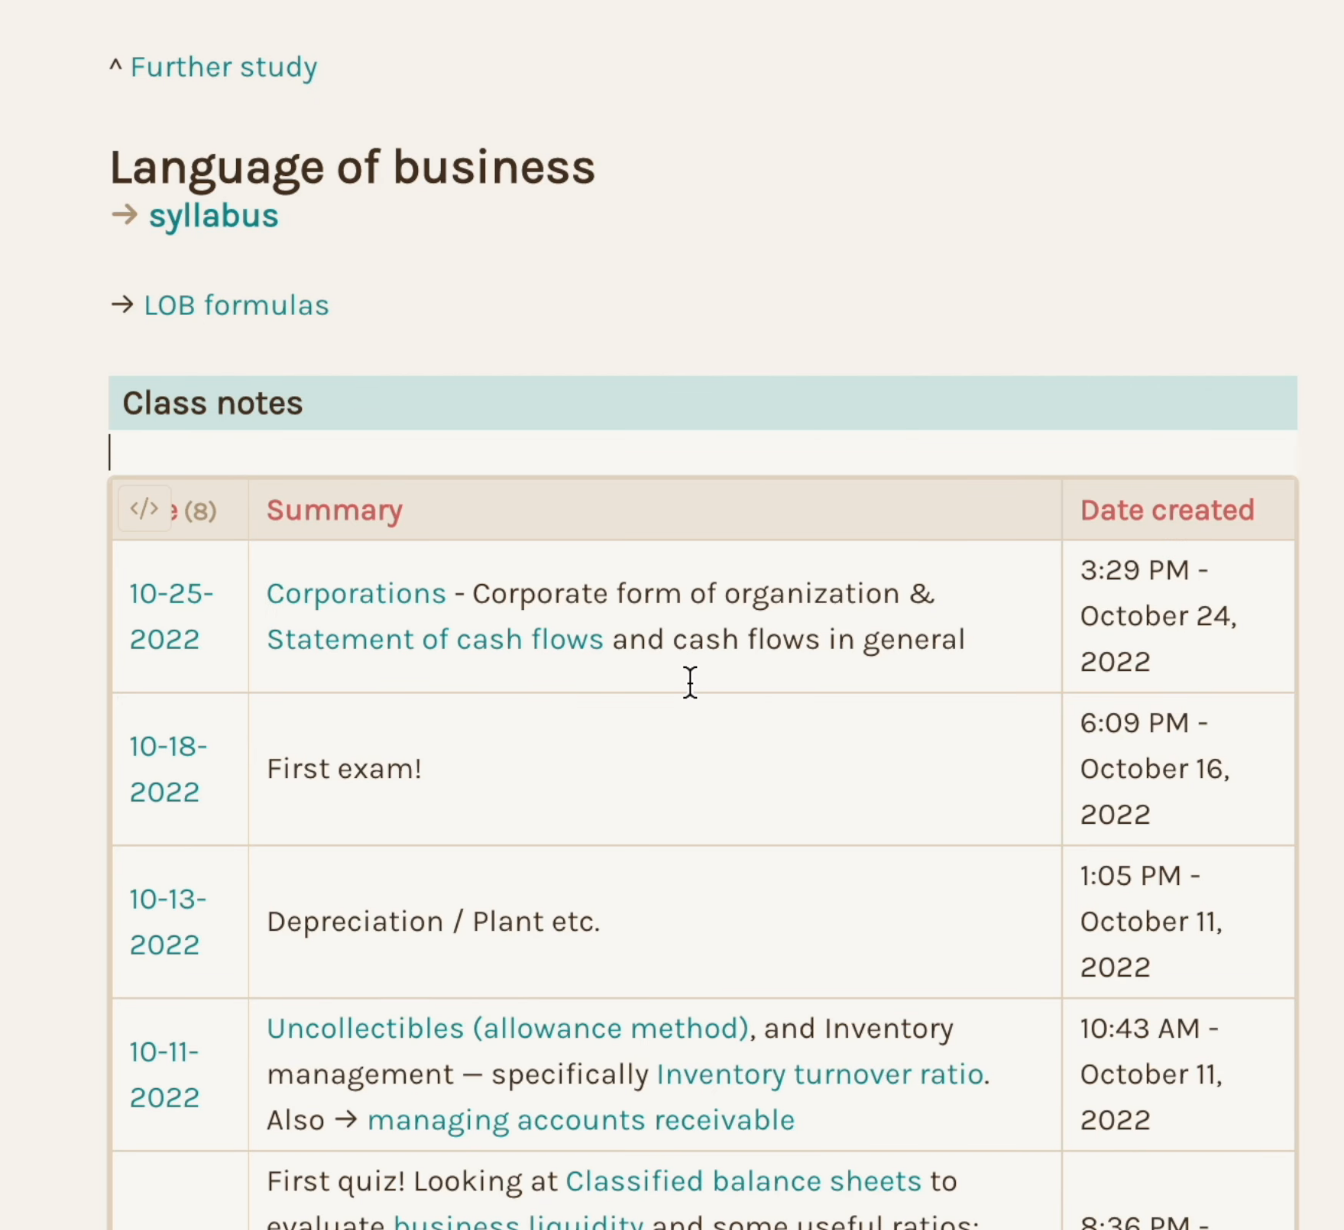 ^ Further study
Language of business
→ syllabus
→ LOB formulas
Class notes
</> e (8)
Summary
Date created
10-25-
2022
Corporations - Corporate form of organization &
Statement of cash flows and cash flows in general
3:29 PM -
October 24,
2022
10-18-
2022
First exam!
6:09 PM -
October 16,
2022
10-13-
2022
Depreciation / Plant etc.
1:05 PM -
October 11,
2022
10-11-
2022
Uncollectibles (allowance method), and Inventory
management — specifically Inventory turnover ratio.
Also → managing accounts receivable
10:43 AM -
October 11,
2022
First quiz! Looking at Classified balance sheets to
evaluate business liquidity and some useful ratios:
8:36 PM -